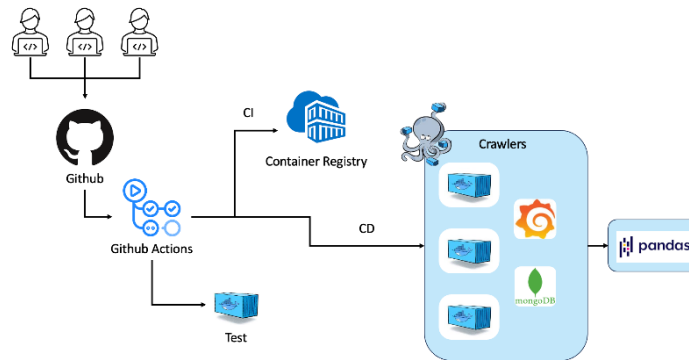 </> </> </>
Github
CI
Container Registry
Crawlers
Github Actions
CD
pandas
mongoDB
Test